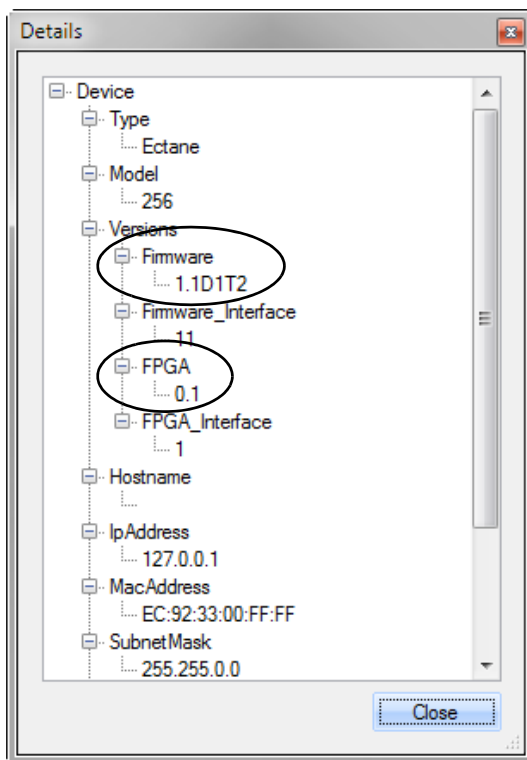 Details
Device
Type
Ectane
Model
256
Versions
Firmware
1.1D1T2
Firmware_Interface
11
FPGA
0.1
FPGA_Interface
1
Hostname
IpAddress
127.0.0.1
MacAddress
EC:92:33:00:FF:FF
SubnetMask
255.255.0.0
Close